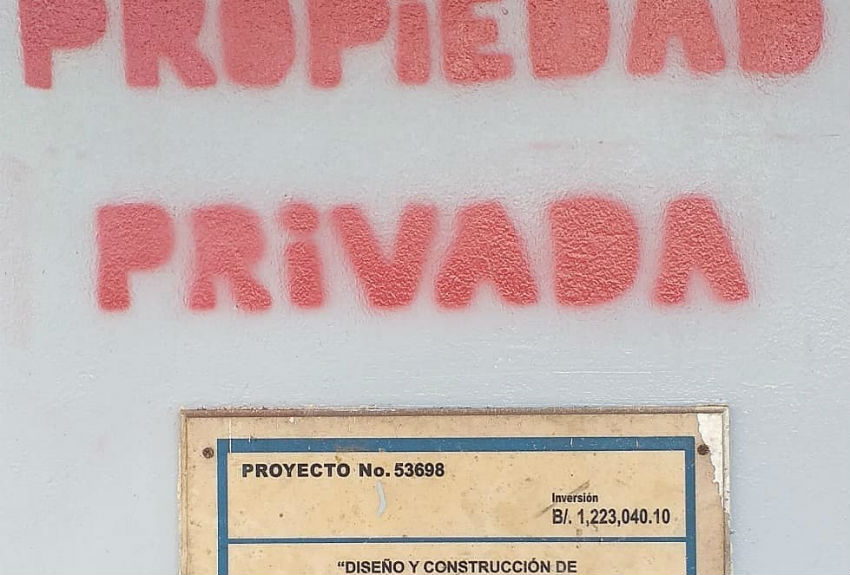 PROPiEDAD
PRiVADA
PROYECTO No. 53698
Inversión
B/. 1,223,040.10
“DISEÑO Y CONSTRUCCIÓN DE